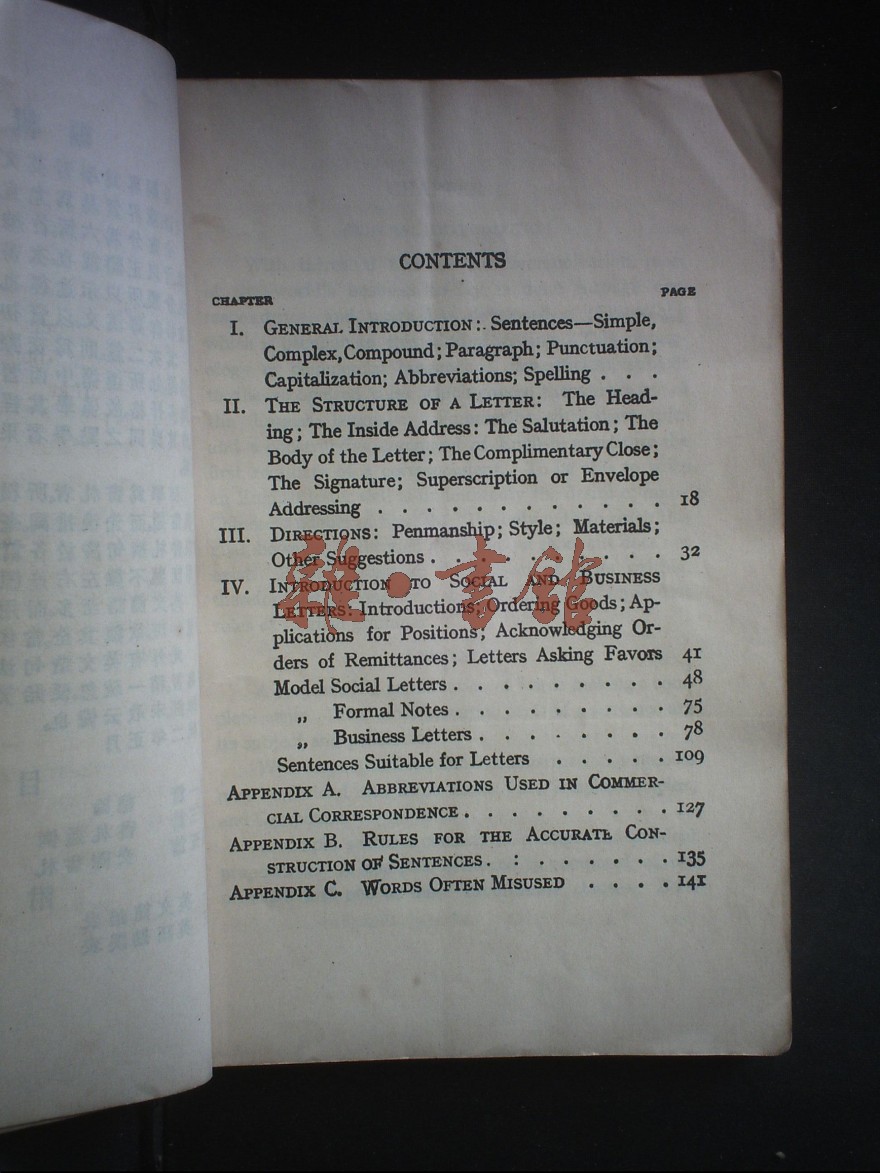 CONTENTS
CHAPTER PAGE
I. GENERAL INTRODUCTION: Sentences—Simple,
Complex, Compound; Paragraph; Punctuation;
Capitalization; Abbreviations; Spelling . . .
II. THE STRUCTURE OF A LETTER: The Head-
ing; The Inside Address: The Salutation; The
Body of the Letter; The Complimentary Close;
The Signature; Superscription or Envelope
Addressing . . . . . . . . . . . . 18
III. DIRECTIONS: Penmanship; Style; Materials;
Other Suggestions . . . . . . . . . . 32
IV. INTRODUCTION TO SOCIAL AND BUSINESS
LETTERS: Introductions; Ordering Goods; Ap-
plications for Positions; Acknowledging Or-
ders of Remittances; Letters Asking Favors 41
Model Social Letters . . . . . . . . . 48
„ Formal Notes . . . . . . . . . 75
„ Business Letters . . . . . . . . 78
Sentences Suitable for Letters . . . . . 109
APPENDIX A. ABBREVIATIONS USED IN COMMER-
CIAL CORRESPONDENCE . . . . . . . . . 127
APPENDIX B. RULES FOR THE ACCURATE CON-
STRUCTION OF SENTENCES . : . . . . . . 135
APPENDIX C. WORDS OFTEN MISUSED . . . . 141
雜·書館